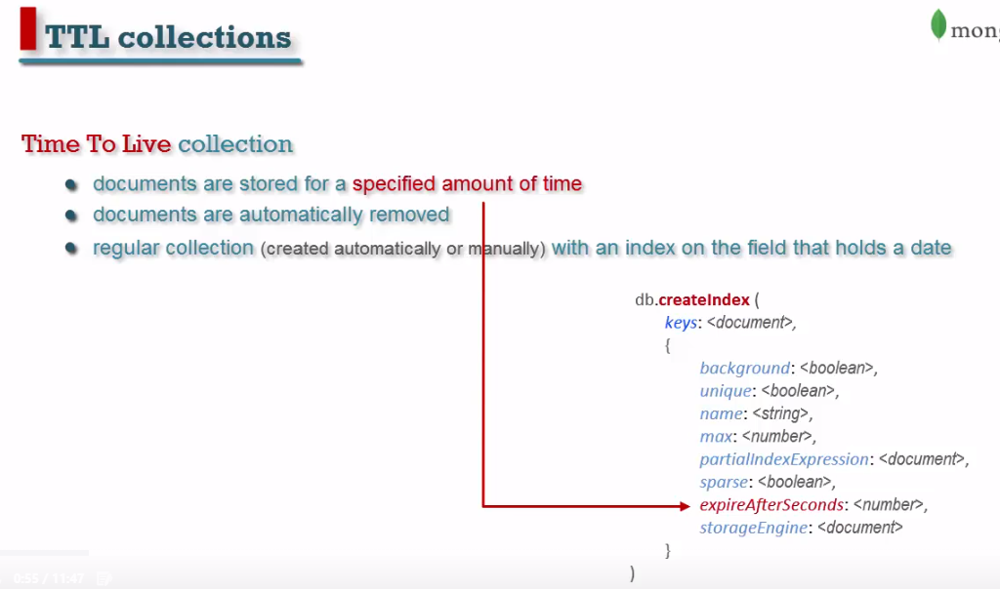 TTL collections
mon
Time To Live collection
documents are stored for a specified amount of time
documents are automatically removed
regular collection (created automatically or manually) with an index on the field that holds a date
db.createIndex (
keys: <document>,
{
background: <boolean>,
unique: <boolean>,
name: <string>,
max: <number>,
partialIndexExpression: <document>,
sparse: <boolean>,
expireAfterSeconds: <number>,
storageEngine: <document>
}
)
0:55 / 11:47